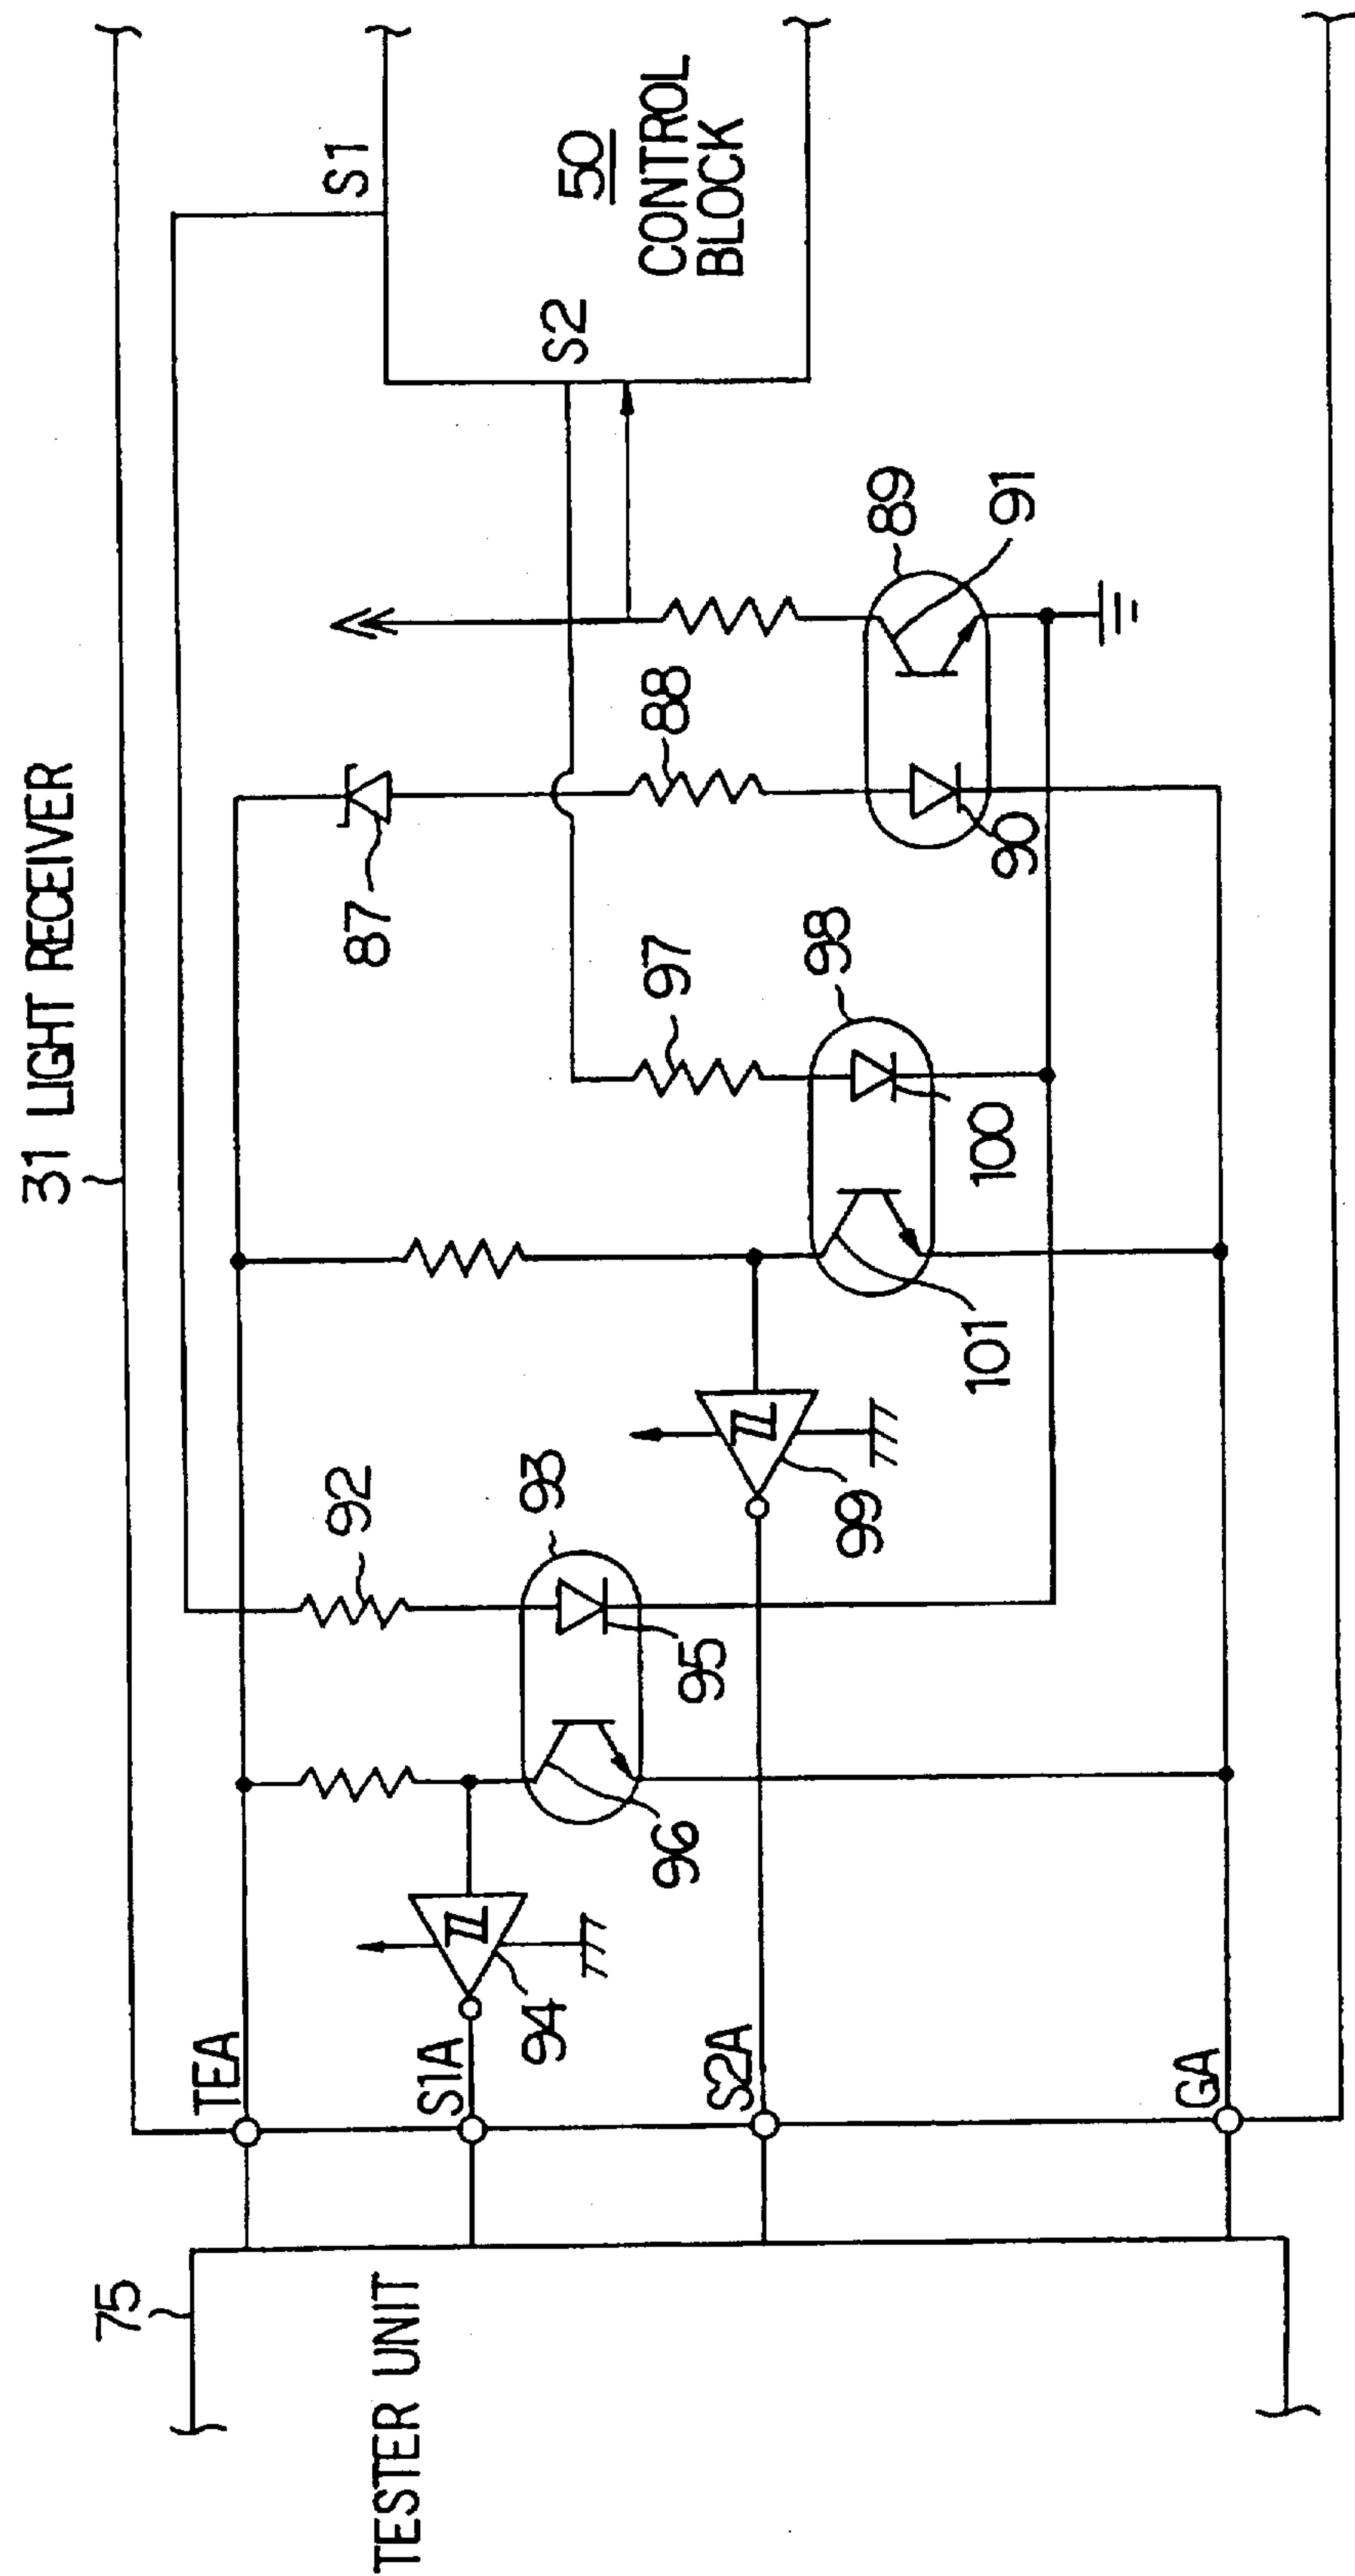 31 LIGHT RECEIVER
75
TESTER UNIT
TEA
S1A
S2A
GA
94
96
92
93
95
99
101
97
98
100
87
88
90
89
91
S1
S2
50
CONTROL
BLOCK